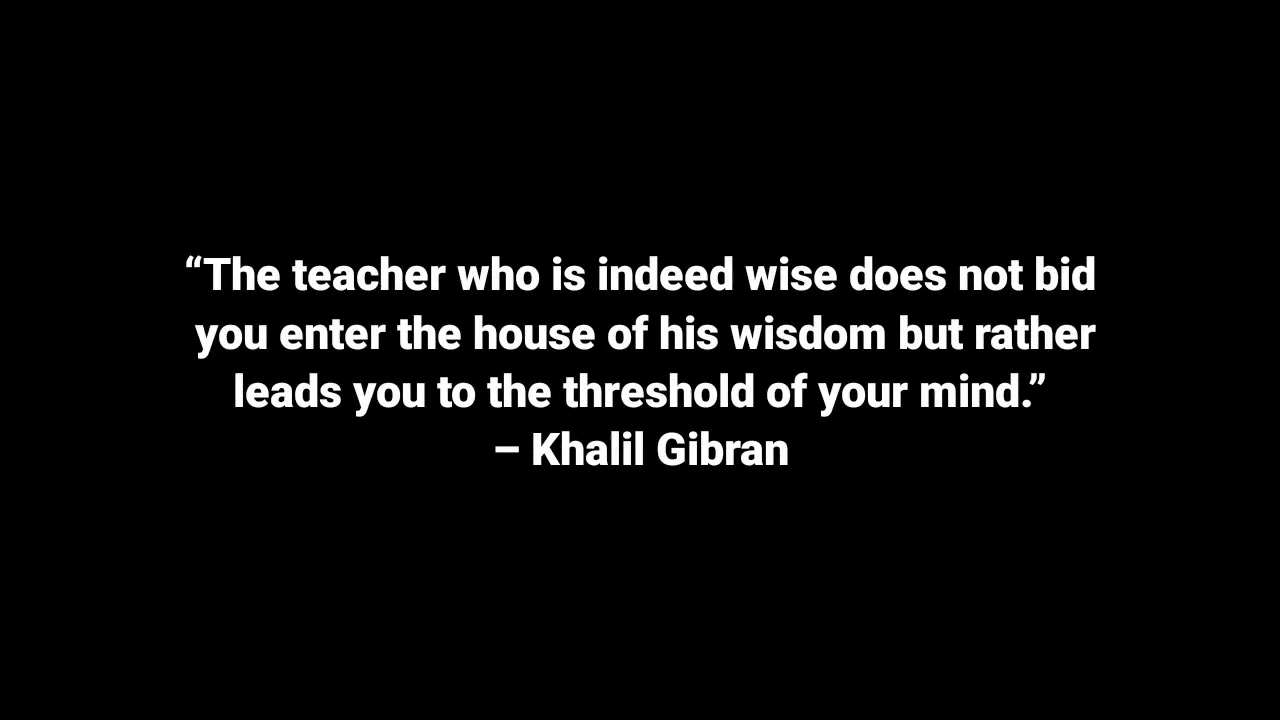 “The teacher who is indeed wise does not bid
you enter the house of his wisdom but rather
leads you to the threshold of your mind.”
– Khalil Gibran